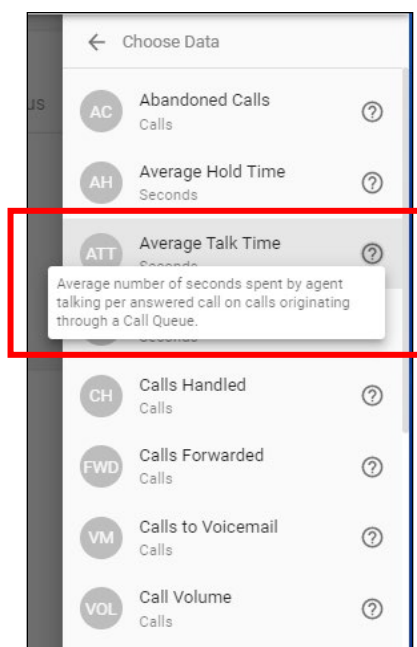 ← Choose Data
us
AC
Abandoned Calls
Calls
AH
Average Hold Time
Seconds
ATT
Average Talk Time
Seconds
Average number of seconds spent by agent
talking per answered call on calls originating
through a Call Queue.
Seconds
CH
Calls Handled
Calls
FWD
Calls Forwarded
Calls
VM
Calls to Voicemail
Calls
VOL
Call Volume
Calls